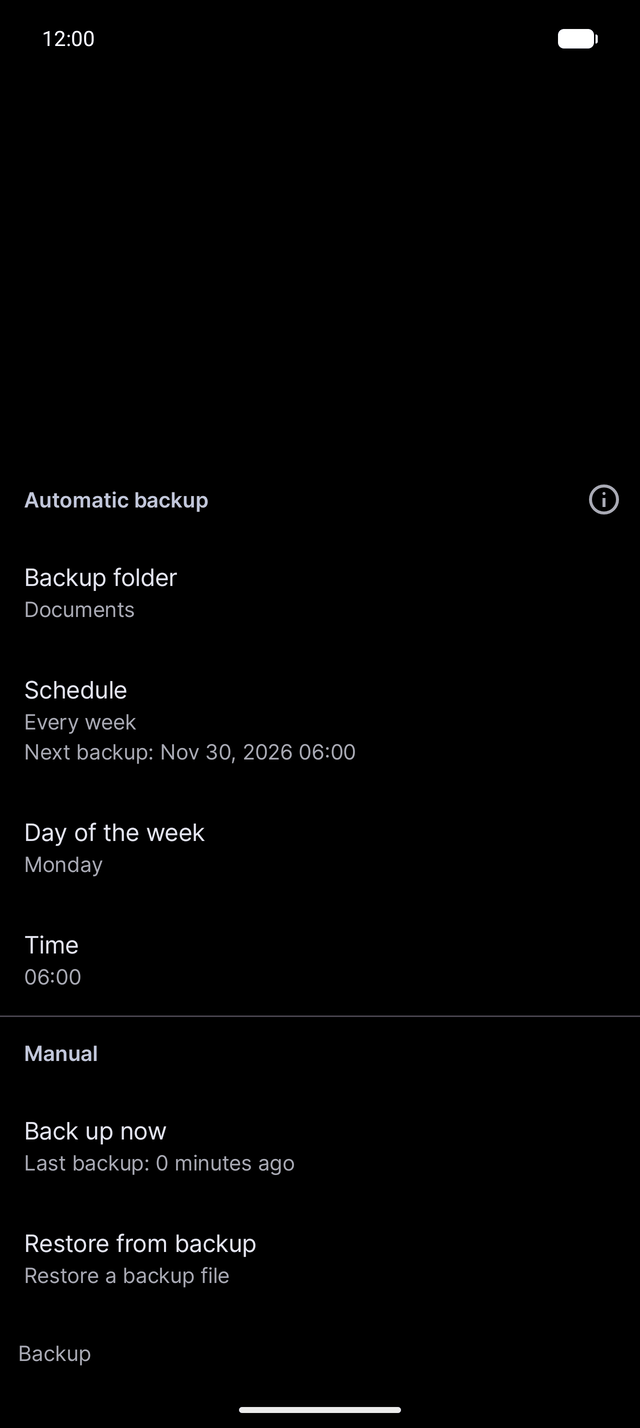 12:00
Automatic backup
Backup folder
Documents
Schedule
Every week
Next backup: Nov 30, 2026 06:00
Day of the week
Monday
Time
06:00
Manual
Back up now
Last backup: 0 minutes ago
Restore from backup
Restore a backup file
Backup